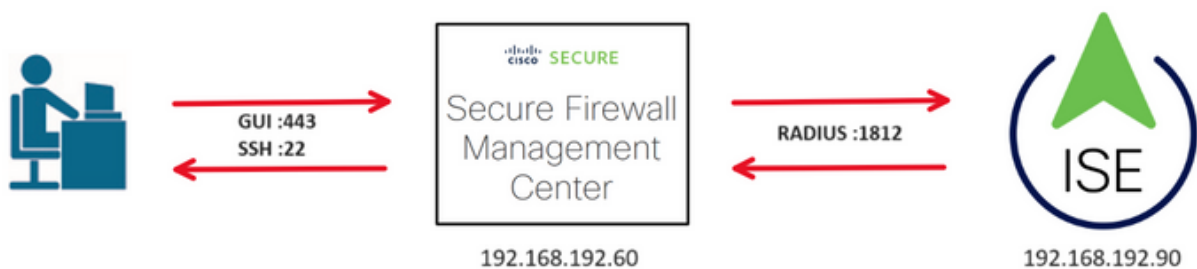 GUI :443
SSH :22
cisco SECURE
Secure Firewall
Management
Center
192.168.192.60
RADIUS :1812
ISE
192.168.192.90